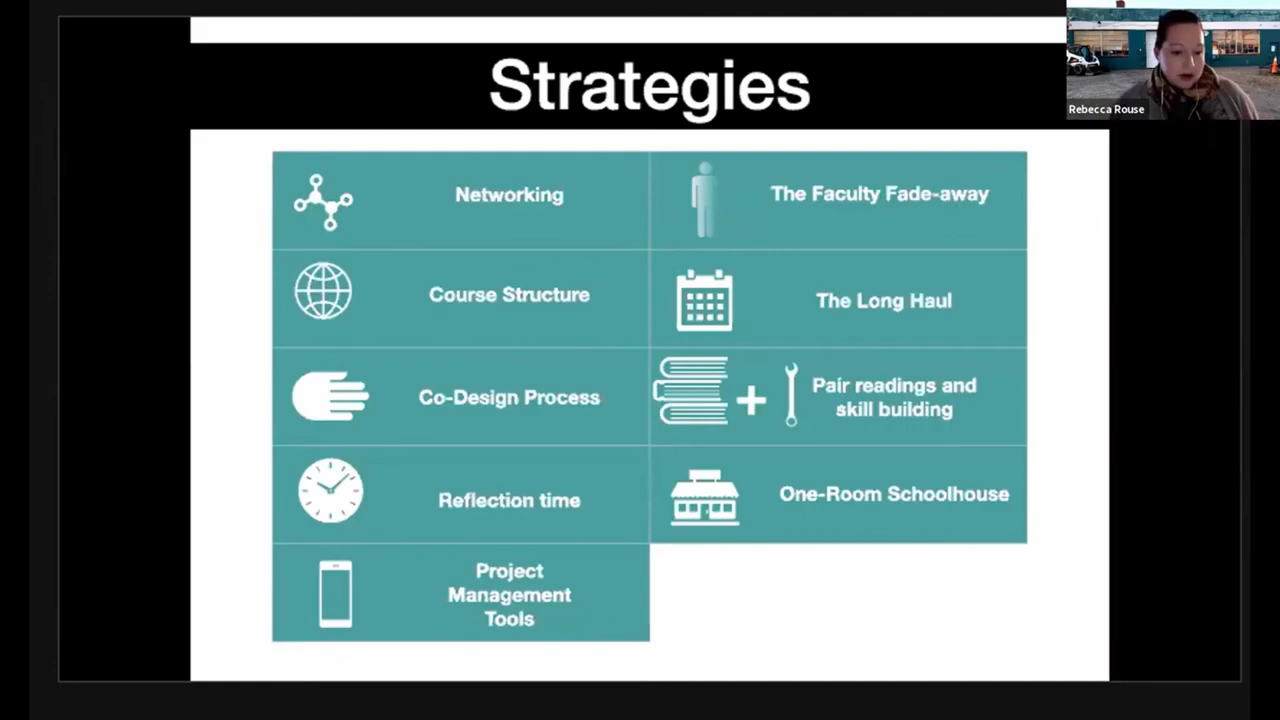 Strategies
Rebecca Rouse
Networking
The Faculty Fade-away
Course Structure
The Long Haul
Co-Design Process
Pair readings and
skill building
Reflection time
One-Room Schoolhouse
Project
Management
Tools